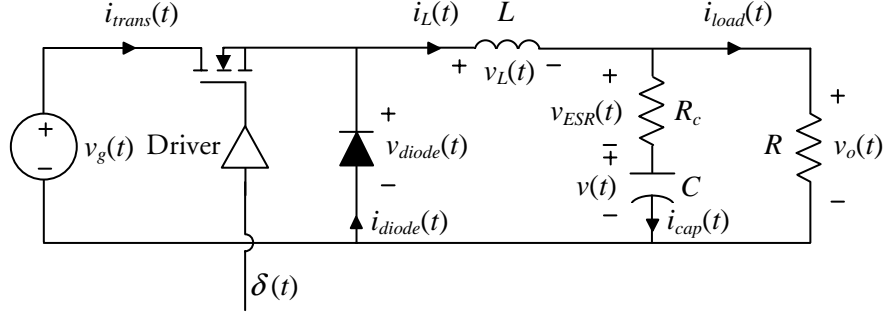 i_trans(t)
i_L(t)
L
i_load(t)
+ v_L(t) −
+
v_ESR(t)
R_c
−
+
v_g(t)
−
Driver
+
v_diode(t)
−
+
v(t)
C
−
+
R
v_o(t)
−
i_diode(t)
i_cap(t)
δ(t)